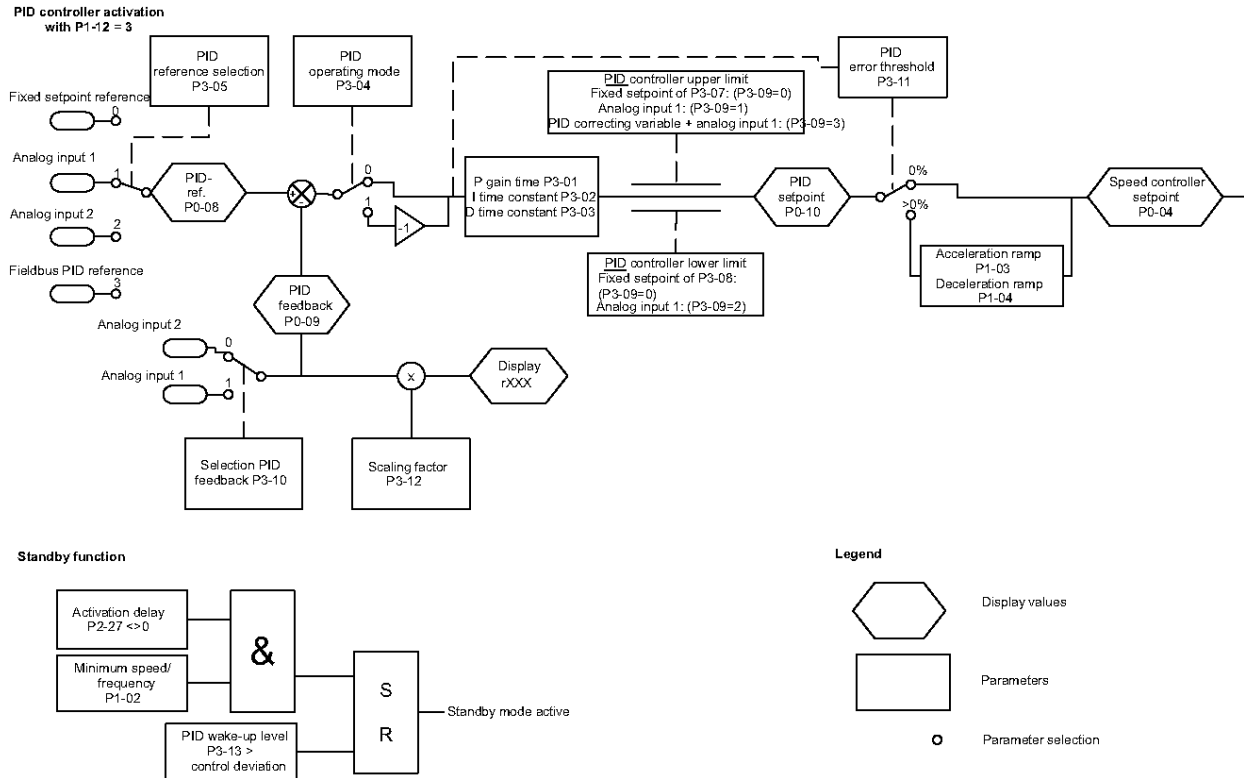 PID controller activation
with P1-12 = 3
PID
reference selection
P3-05
PID
operating mode
P3-04
PID
error threshold
P3-11
PID controller upper limit
Fixed setpoint of P3-07: (P3-09=0)
Analog input 1: (P3-09=1)
PID correcting variable + analog input 1: (P3-09=3)
Fixed setpoint reference
0
Analog input 1
1
Analog input 2
2
Fieldbus PID reference
3
PID-
ref.
P0-08
+
-
0
1
-1
P gain time P3-01
I time constant P3-02
D time constant P3-03
PID
setpoint
P0-10
0%
>0%
Speed controller
setpoint
P0-04
Acceleration ramp
P1-03
Deceleration ramp
P1-04
PID controller lower limit
Fixed setpoint of P3-08:
(P3-09=0)
Analog input 1: (P3-09=2)
PID
feedback
P0-09
Analog input 2
0
Analog input 1
1
x
Display
rXXX
Selection PID
feedback P3-10
Scaling factor
P3-12
Standby function
Activation delay
P2-27 <>0
Minimum speed/
frequency
P1-02
&
S
R
Standby mode active
PID wake-up level
P3-13 >
control deviation
Legend
Display values
Parameters
Parameter selection